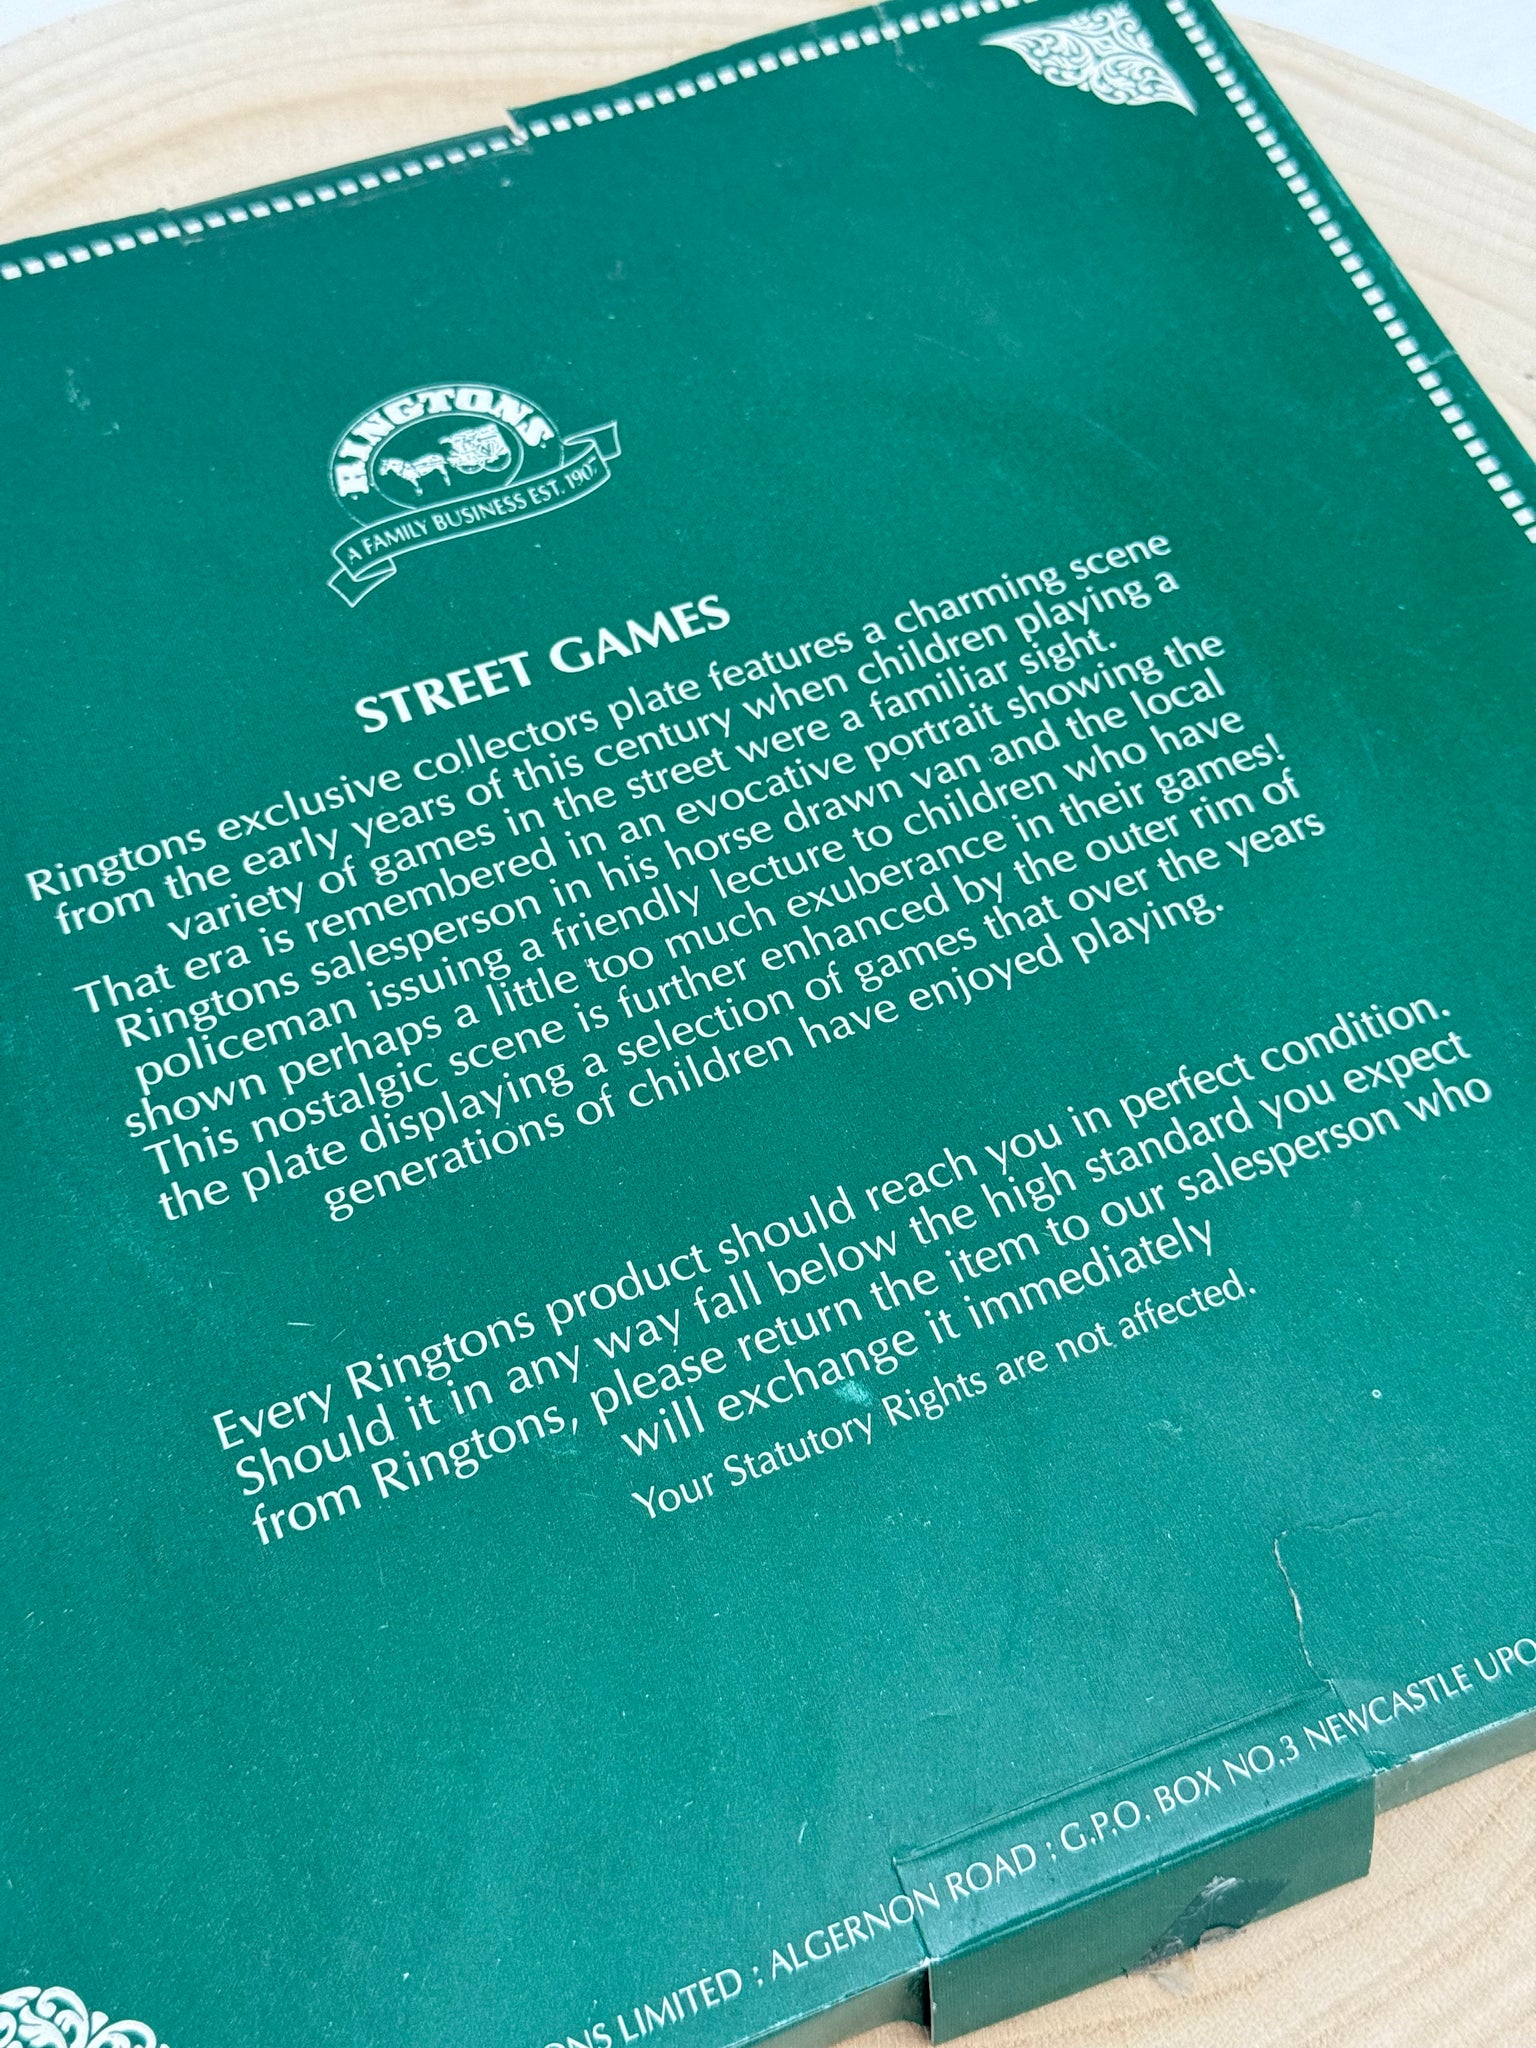 RINGTONS
A FAMILY BUSINESS EST. 1907
STREET GAMES
Ringtons exclusive collectors plate features a charming scene
from the early years of this century when children playing a
variety of games in the street were a familiar sight.
That era is remembered in an evocative portrait showing the
Ringtons salesperson in his horse drawn van and the local
policeman issuing a friendly lecture to children who have
shown perhaps a little too much exuberance in their games!
This nostalgic scene is further enhanced by the outer rim of
the plate displaying a selection of games that over the years
generations of children have enjoyed playing.
Every Ringtons product should reach you in perfect condition.
Should it in any way fall below the high standard you expect
from Ringtons, please return the item to our salesperson who
will exchange it immediately
Your Statutory Rights are not affected.
ONS LIMITED : ALGERNON ROAD : G.P.O. BOX NO.3 NEWCASTLE UPO